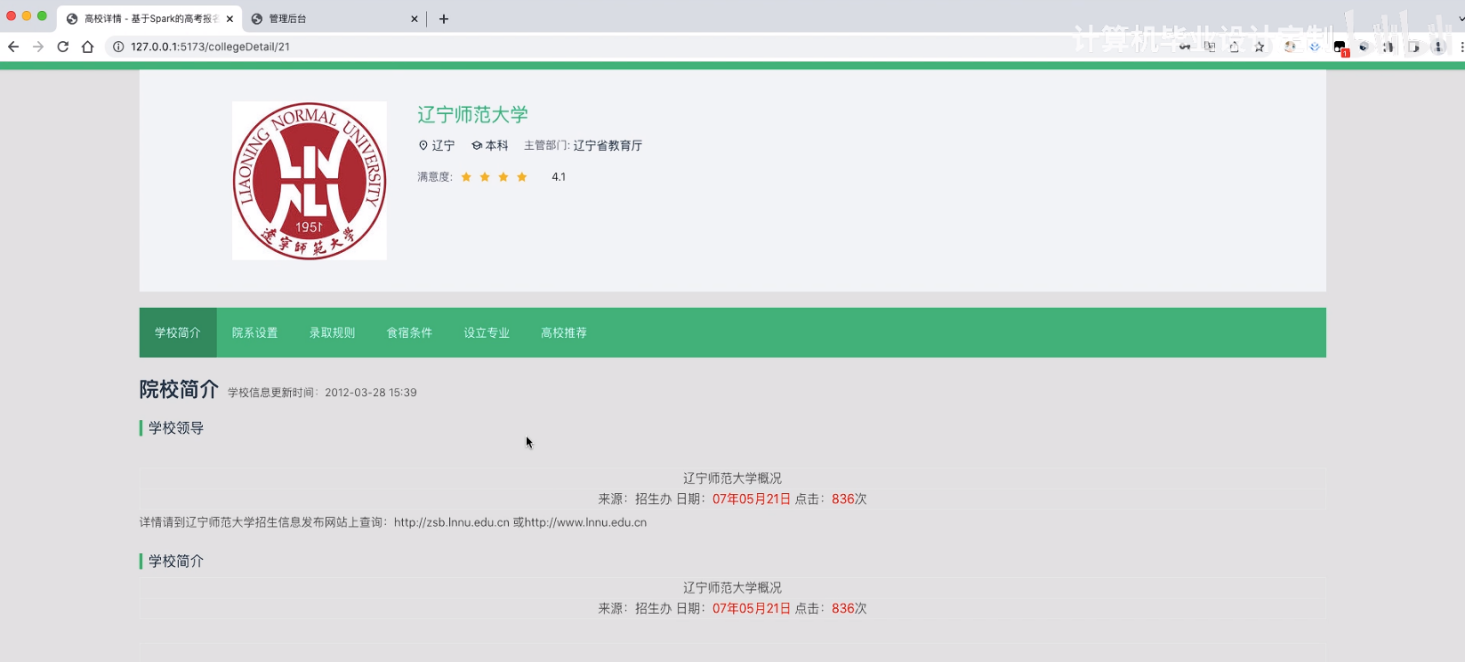 高校详情 - 基于Spark的高考报名
管理后台
127.0.0.1:5173/collegeDetail/21
计算机毕业设计定制
1
LIAONING NORMAL UNIVERSITY
1951
遼寧師范大学
辽宁师范大学
辽宁 本科 主管部门: 辽宁省教育厅
满意度: 4.1
学校简介 院系设置 录取规则 食宿条件 设立专业 高校推荐
院校简介 学校信息更新时间: 2012-03-28 15:39
学校领导
辽宁师范大学概况
来源: 招生办 日期: 07年05月21日 点击: 836次
详情请到辽宁师范大学招生信息发布网站上查询: http://zsb.lnnu.edu.cn 或http://www.lnnu.edu.cn
学校简介
辽宁师范大学概况
来源: 招生办 日期: 07年05月21日 点击: 836次